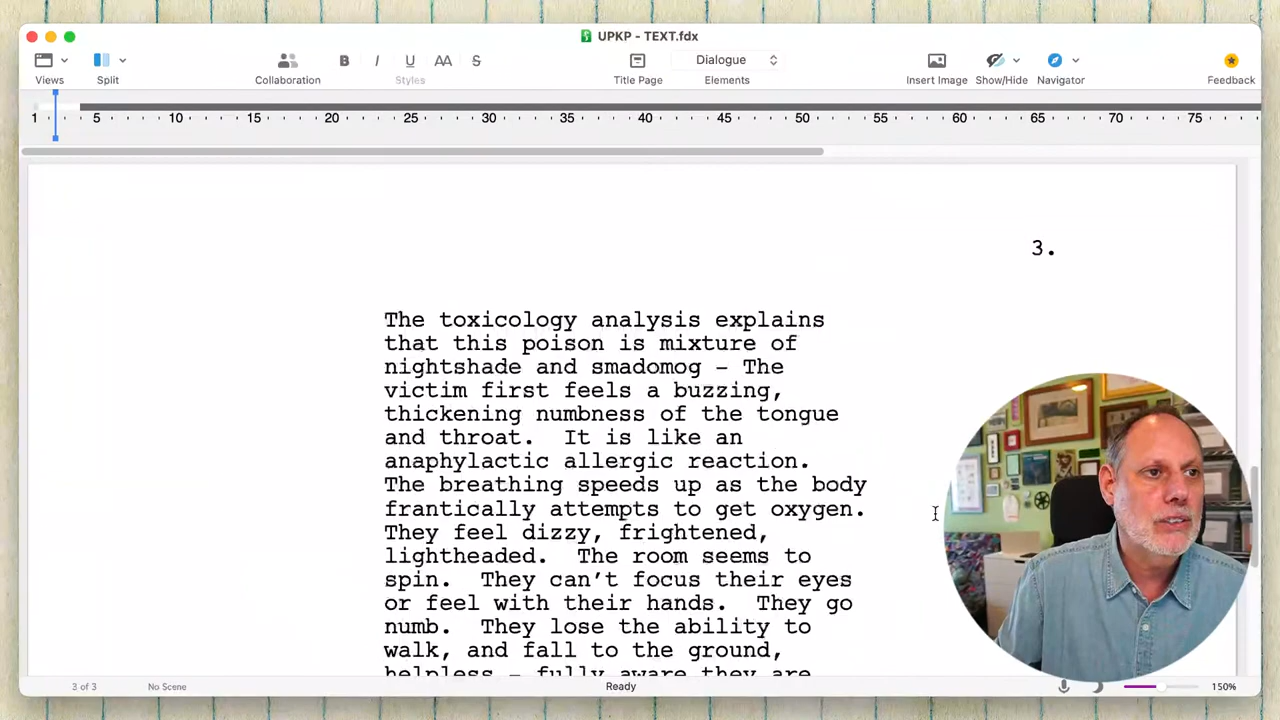 UPKP - TEXT.fdx
Dialogue
Views
Split
Collaboration
B I U AA S
Styles
Title Page
Elements
Insert Image
Show/Hide
Navigator
Feedback
1 5 10 15 20 25 30 35 40 45 50 55 60 65 70 75
3.
The toxicology analysis explains
that this poison is mixture of
nightshade and smadomog – The
victim first feels a buzzing,
thickening numbness of the tongue
and throat.  It is like an
anaphylactic allergic reaction.
The breathing speeds up as the body
frantically attempts to get oxygen.
They feel dizzy, frightened,
lightheaded.  The room seems to
spin.  They can’t focus their eyes
or feel with their hands.  They go
numb.  They lose the ability to
walk, and fall to the ground,
helpless – fully aware they are
3 of 3
No Scene
Ready
150%